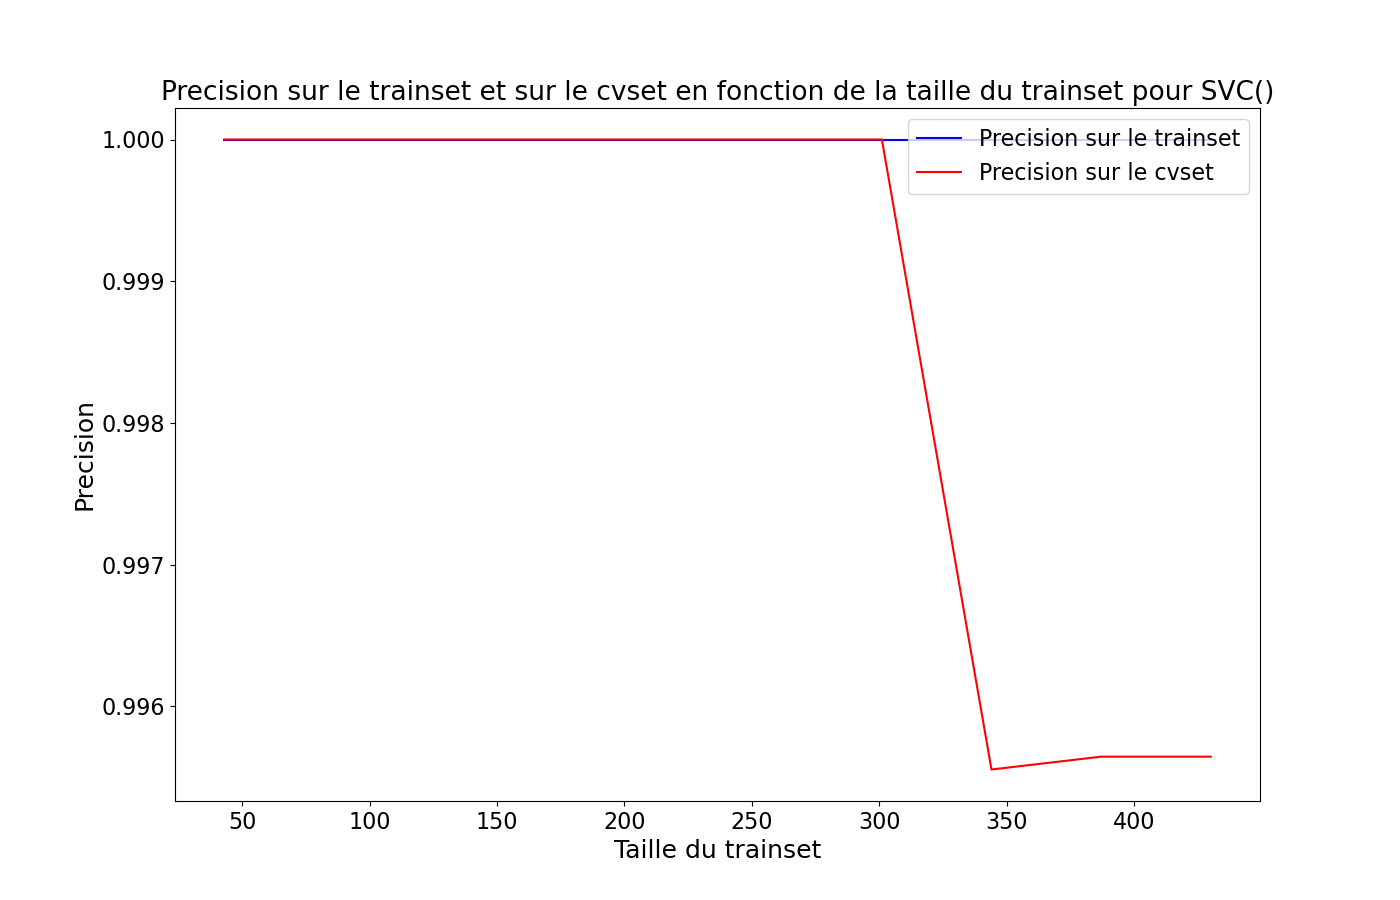 Precision sur le trainset et sur le cvset en fonction de la taille du trainset pour SVC()
Precision sur le trainset
Precision sur le cvset
1.000
0.999
0.998
0.997
0.996
Precision
50 100 150 200 250 300 350 400
Taille du trainset